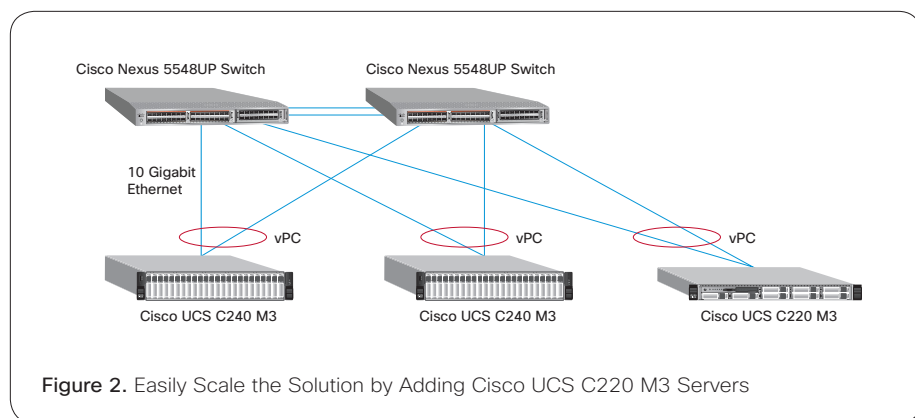 Cisco Nexus 5548UP Switch
Cisco Nexus 5548UP Switch
10 Gigabit
Ethernet
vPC
vPC
vPC
Cisco UCS C240 M3
Cisco UCS C240 M3
Cisco UCS C220 M3
Figure 2. Easily Scale the Solution by Adding Cisco UCS C220 M3 Servers